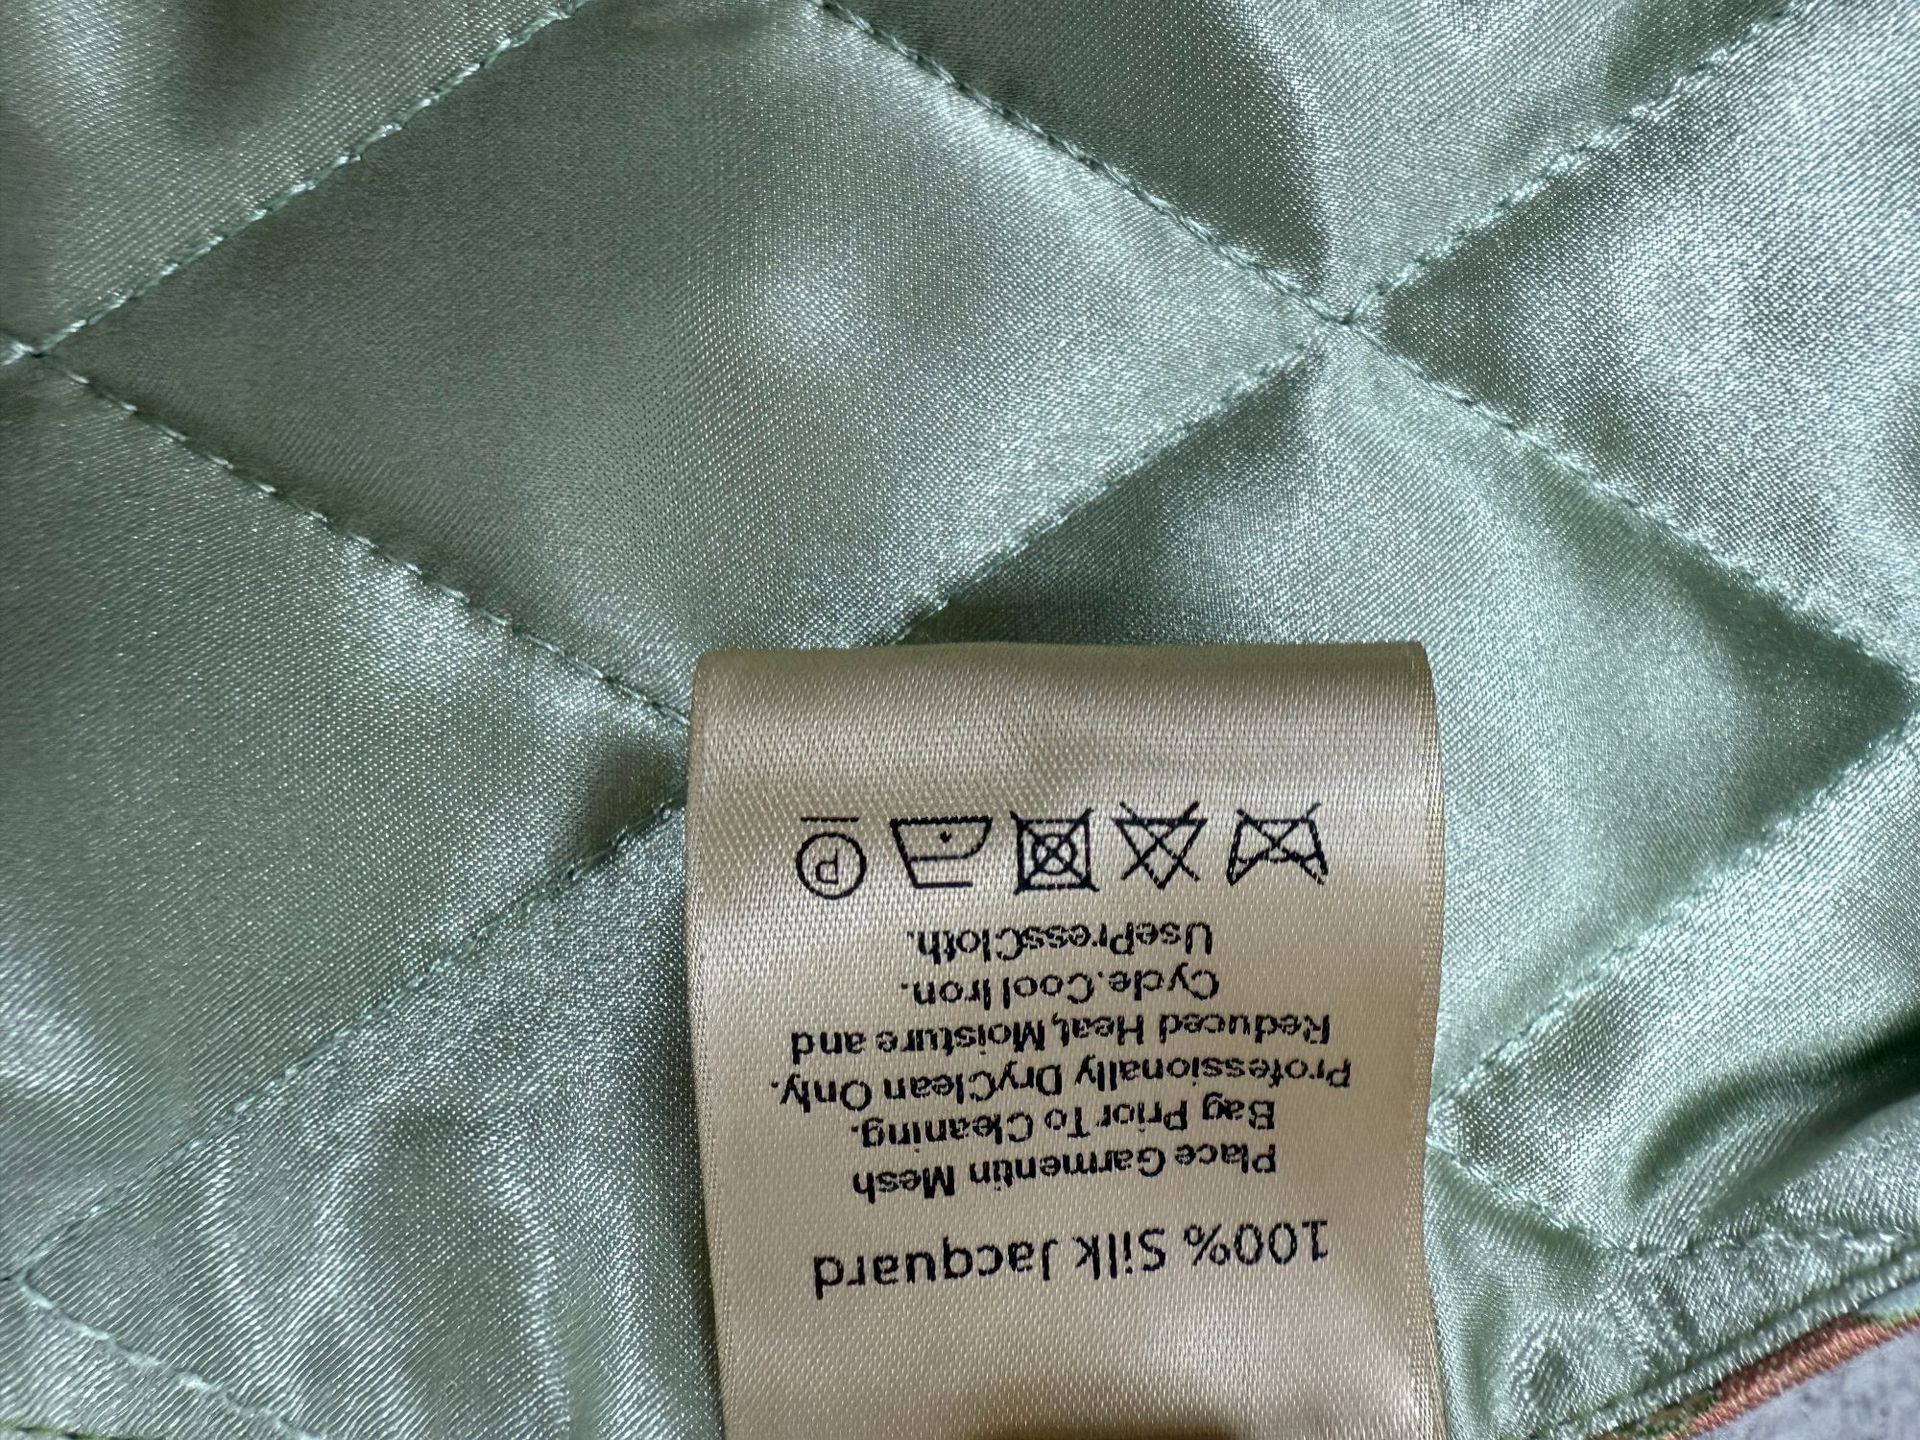 100% Silk Jacquard
Place Garmentin Mesh
Bag Prior To Cleaning.
Professionally DryClean Only.
Reduced Heat,Moisture and
Cycle.Cool Iron.
UsePressCloth.
P